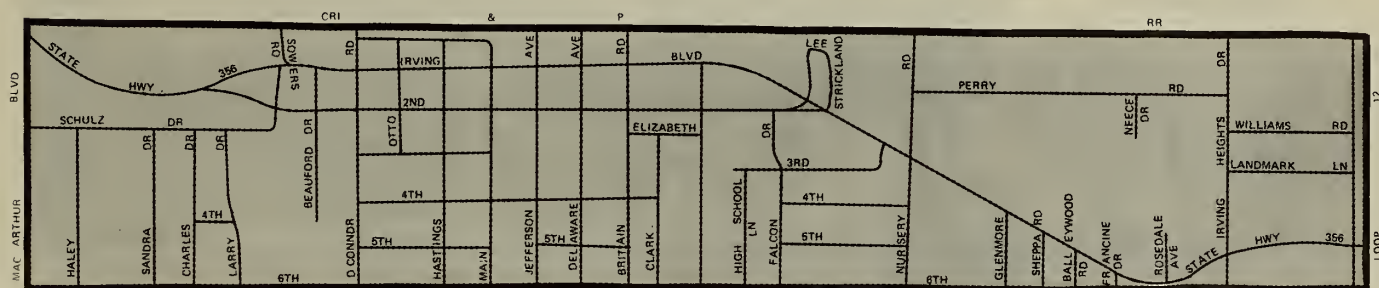 CRI & P RR
BLVD
MAC ARTHUR
STATE HWY 356
SOWERS RD
SCHULZ DR
HALEY
SANDRA DR
CHARLES DR
LARRY DR
4TH
6TH
BEAUFORD DR
O CONNOR RD
IRVING BLVD
2ND
OTTO
4TH
5TH
HASTINGS
MAIN
JEFFERSON AVE
DELAWARE AVE
5TH
BRITAIN RD
ELIZABETH
CLARK
LEE
STRICKLAND
3RD
HIGH SCHOOL LN
FALCON DR
4TH
5TH
NURSERY RD
PERRY RD
NEECE DR
6TH
GLENMORE
SHEPPA RD
BALLEYWOOD RD
FRANCINE DR
ROSEDALE AVE
IRVING HEIGHTS DR
WILLIAMS RD
LANDMARK LN
STATE HWY 356
LOOP 12